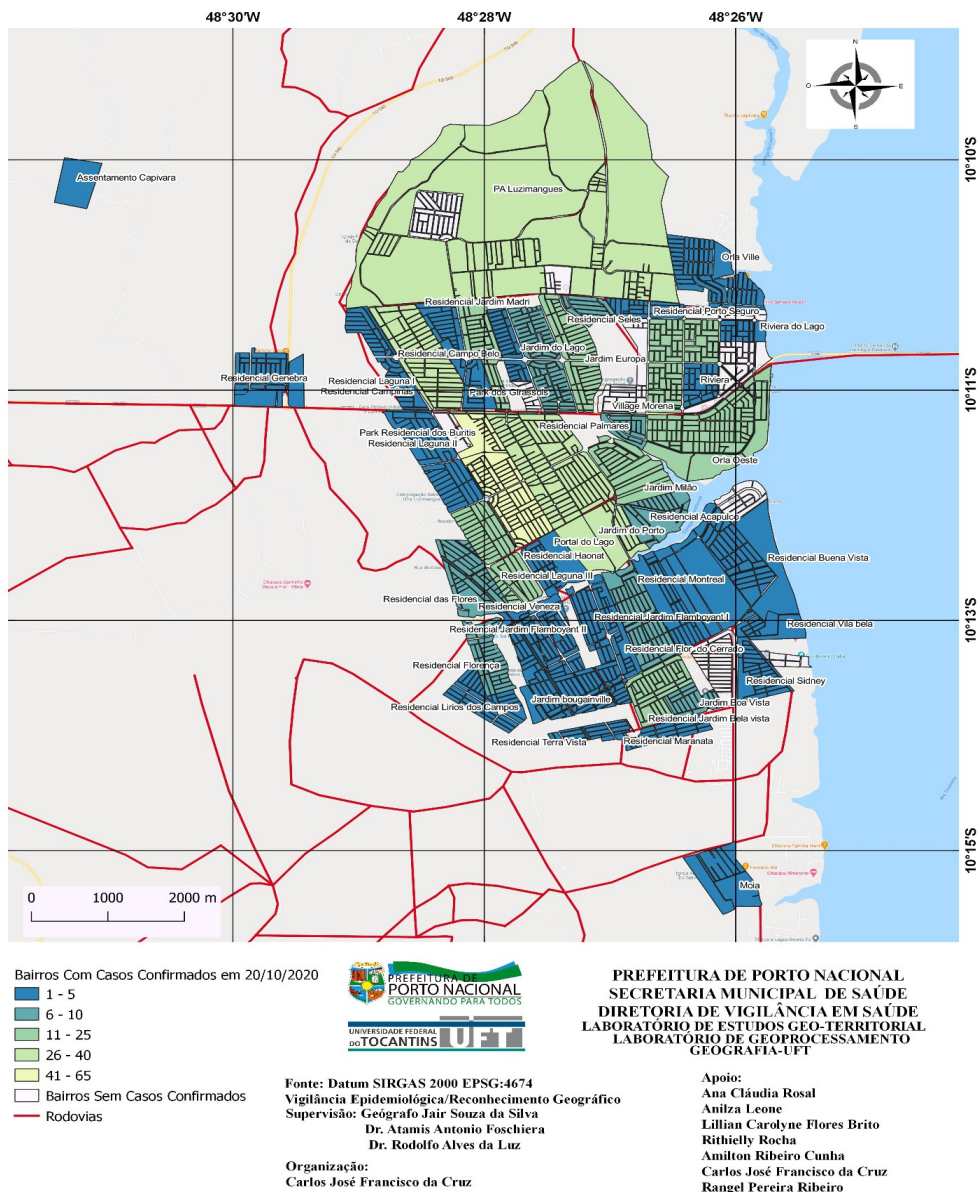 48°30'W
48°28'W
48°26'W
N
O
E
S
10°10'S
10°11'S
10°13'S
10°15'S
Assentamento Capivara
PA Luzimangues
Orla Ville
Residencial Jardim Madri
Residencial Porto Seguro
Residencial Seles
Riviera do Lago
Jardim do Lago
Residencial Campo Belo
Jardim Europa
Residencial Genebra
Residencial Laguna I
Riviera
Residencial Campinas
Park dos Girassóis
Village Morena
Residencial Palmares
Park Residencial dos Buritis
Residencial Laguna II
Orla Oeste
Jardim Milão
Residencial Acapulco
Jardim do Porto
Portal do Lago
Residencial Haonat
Residencial Buena Vista
Residencial Laguna III
Residencial Montreal
Residencial das Flores
Residencial Veneza
Residencial Jardim Flamboyant I
Residencial Vila bela
Residencial Jardim Flamboyant II
Residencial Flor do Cerrado
Residencial Florença
Residencial Sidney
Jardim bougainville
Jardim Boa Vista
Residencial Lirios dos Campos
Residencial Jardim Bela vista
Residencial Terra Vista
Residencial Maranata
Moia
0 1000 2000 m
Bairros Com Casos Confirmados em 20/10/2020
1 - 5
6 - 10
11 - 25
26 - 40
41 - 65
Bairros Sem Casos Confirmados
Rodovias
PREFEITURA DE
PORTO NACIONAL
GOVERNANDO PARA TODOS
UNIVERSIDADE FEDERAL
DO TOCANTINS UFT
Fonte: Datum SIRGAS 2000 EPSG:4674
Vigilância Epidemiológica/Reconhecimento Geográfico
Supervisão: Geógrafo Jair Souza da Silva
Dr. Atamis Antonio Foschiera
Dr. Rodolfo Alves da Luz
Organização:
Carlos José Francisco da Cruz
PREFEITURA DE PORTO NACIONAL
SECRETARIA MUNICIPAL DE SAÚDE
DIRETORIA DE VIGILÂNCIA EM SAÚDE
LABORATÓRIO DE ESTUDOS GEO-TERRITORIAL
LABORATÓRIO DE GEOPROCESSAMENTO
GEOGRAFIA-UFT
Apoio:
Ana Cláudia Rosal
Anilza Leone
Lillian Carolyne Flores Brito
Rithielly Rocha
Amilton Ribeiro Cunha
Carlos José Francisco da Cruz
Rangel Pereira Ribeiro